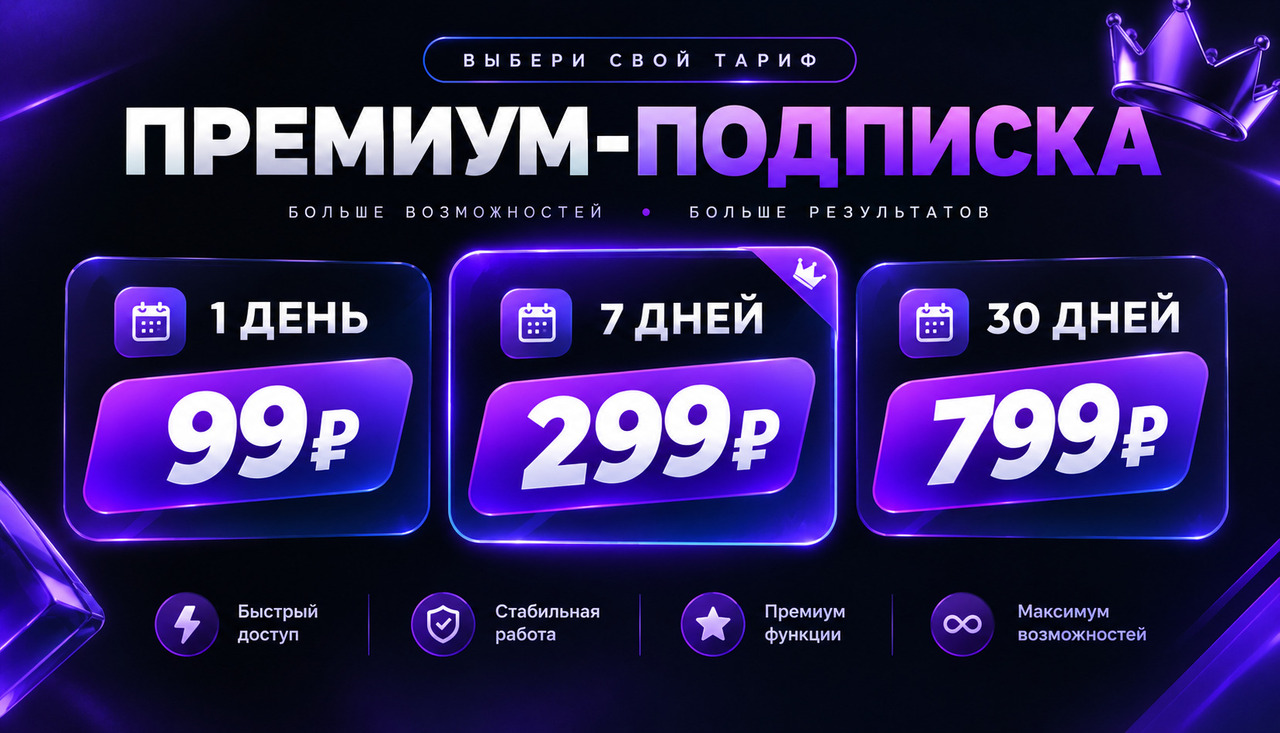 ВЫБЕРИ СВОЙ ТАРИФ
ПРЕМИУМ-ПОДПИСКА
БОЛЬШЕ ВОЗМОЖНОСТЕЙ • БОЛЬШЕ РЕЗУЛЬТАТОВ
1 ДЕНЬ
99₽
7 ДНЕЙ
299₽
30 ДНЕЙ
799₽
Быстрый
доступ
Стабильная
работа
Премиум
функции
Максимум
возможностей